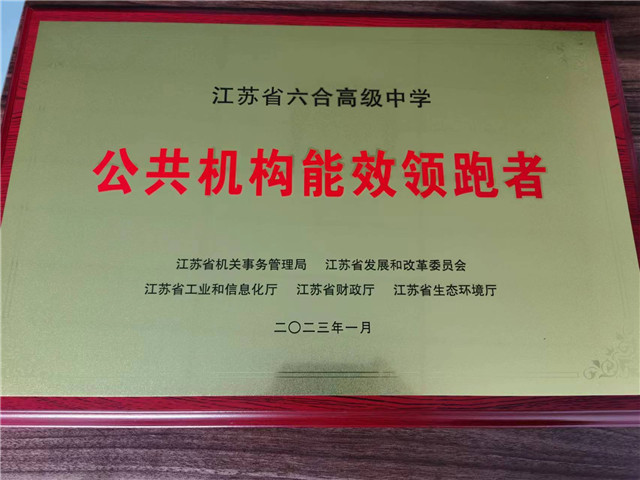 江苏省六合高级中学
公共机构能效领跑者
江苏省机关事务管理局 江苏省发展和改革委员会
江苏省工业和信息化厅 江苏省财政厅 江苏省生态环境厅
二〇二三年一月